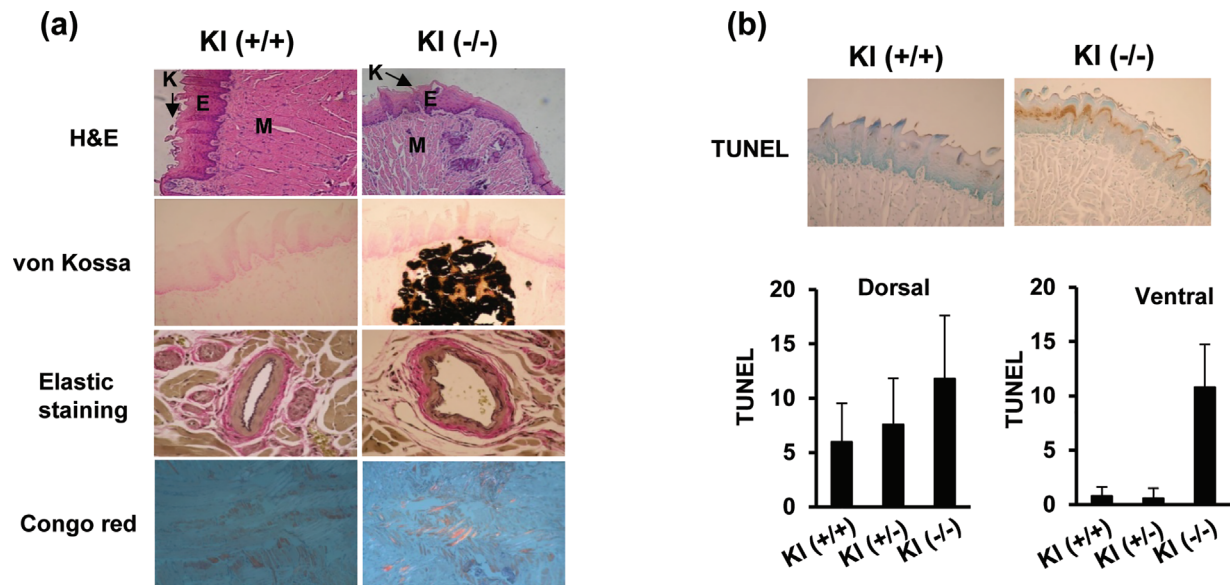 (a)
KI (+/+) KI (-/-)
H&E
K
E
M
K
E
M
von Kossa
Elastic
staining
Congo red
(b)
KI (+/+) KI (-/-)
TUNEL
Dorsal
TUNEL
20
15
10
5
0
KI (+/+) KI (+/-) KI (-/-)
Ventral
TUNEL
20
15
10
5
0
KI (+/+) KI (+/-) KI (-/-)